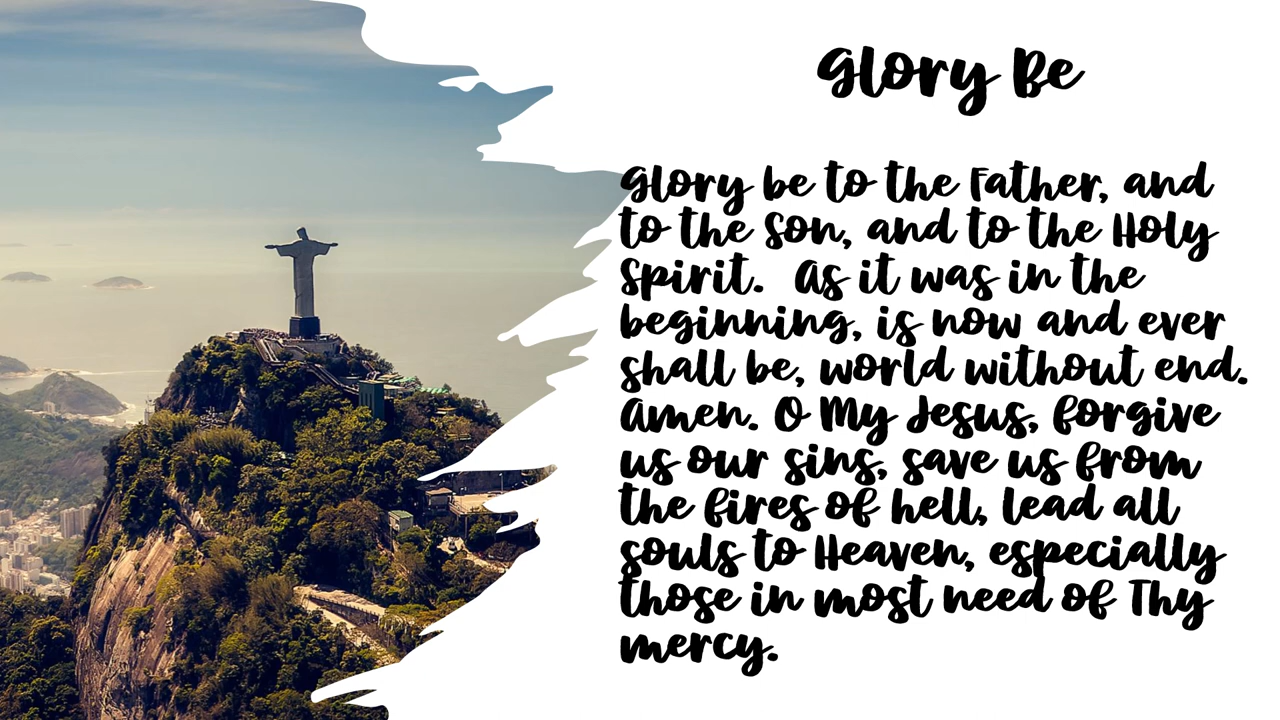 Glory Be
Glory be to the Father, and
to the Son, and to the Holy
Spirit. As it was in the
beginning, is now and ever
shall be, world without end.
Amen. O My Jesus, forgive
us our sins, save us from
the fires of hell, lead all
souls to Heaven, especially
those in most need of Thy
mercy.